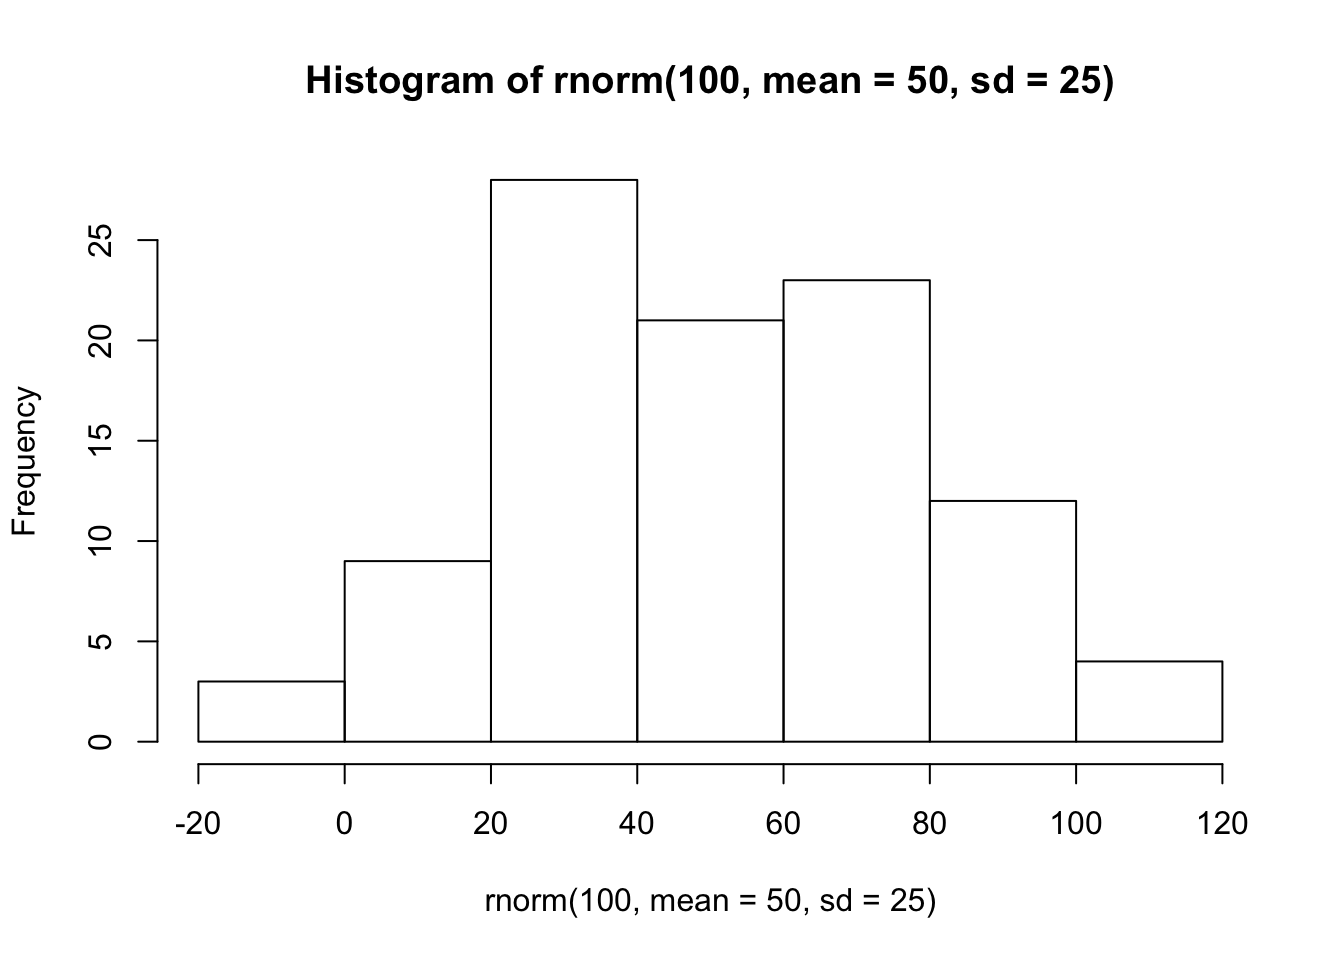 Histogram of rnorm(100, mean = 50, sd = 25)
Frequency
25
20
15
10
5
0
-20 0 20 40 60 80 100 120
rnorm(100, mean = 50, sd = 25)